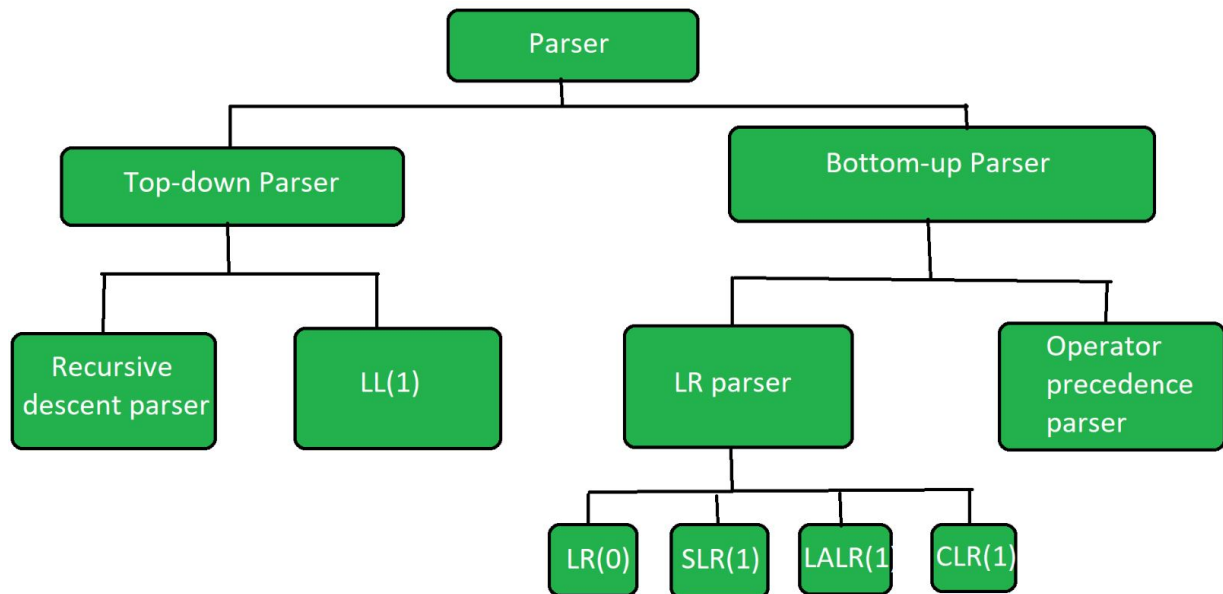 Parser
Top-down Parser
Bottom-up Parser
Recursive
descent parser
LL(1)
LR parser
Operator
precedence
parser
LR(0)
SLR(1)
LALR(1)
CLR(1)